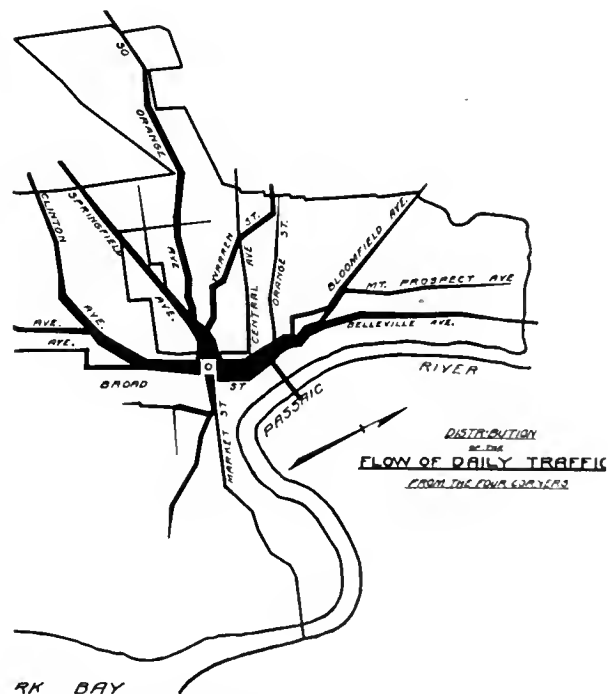 SO
ORANGE
AVE
CLINTON
AVE.
SPRINGFIELD
AVE.
WARREN ST.
CENTRAL AVE
ORANGE ST.
BLOOMFIELD AVE.
MT. PROSPECT AVE
BELLEVILLE AVE.
AVE.
AVE.
BROAD ST
O
MARKET ST
PASSAIC
RIVER
DISTRIBUTION
OF THE
FLOW OF DAILY TRAFFIC
FROM THE FOUR CORNERS
RK BAY